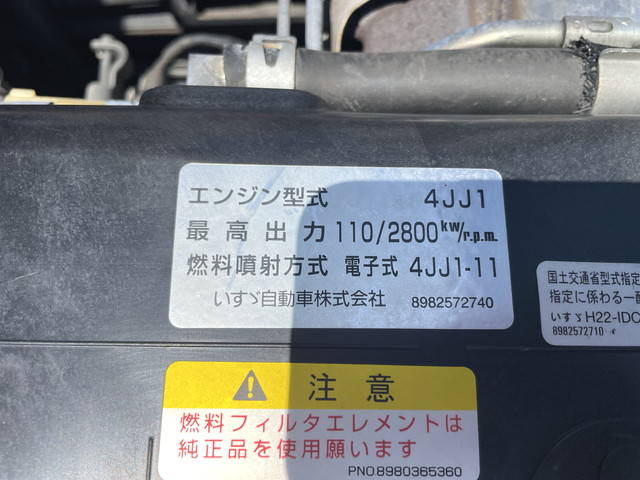 エンジン型式 4JJ1
最高出力 110/2800kW/r.p.m.
燃料噴射方式 電子式 4JJ1-11
いすゞ自動車株式会社 8982572740
国土交通省型式指定
指定に係わる一酸
いすゞH22-IDC
8982572710
注意
燃料フィルタエレメントは
純正品を使用願います
PNO.8980365360